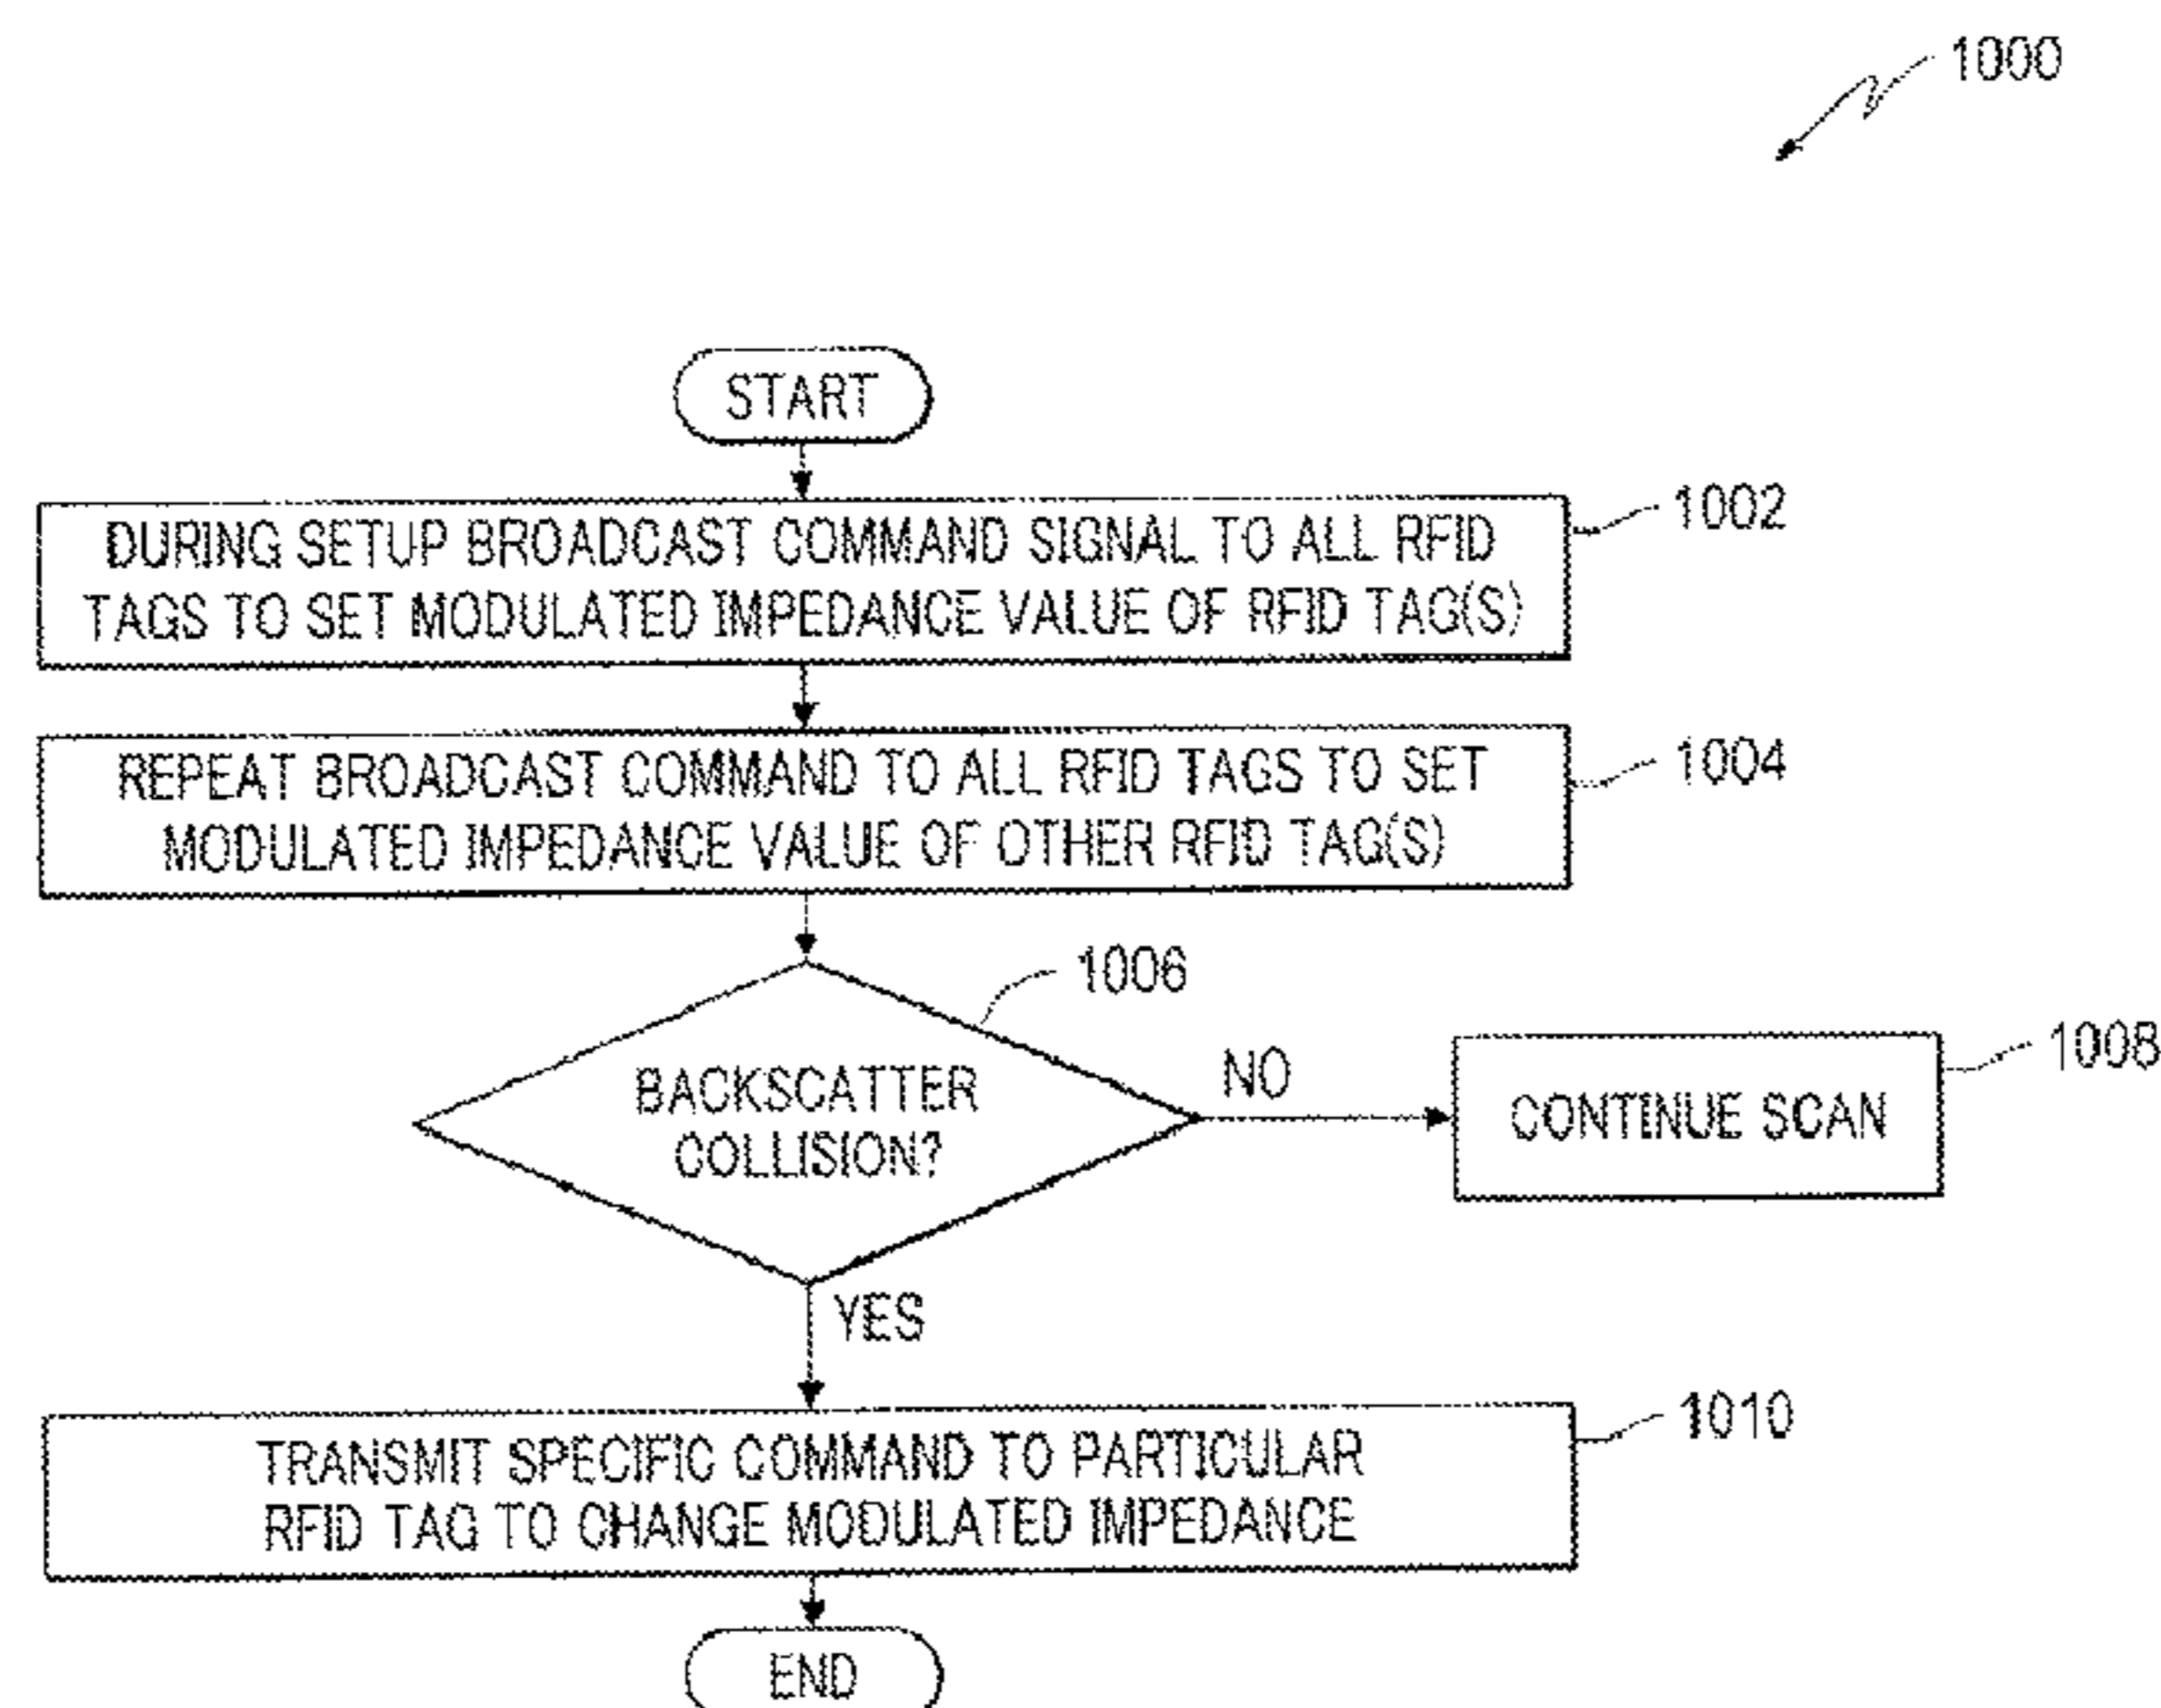 1000
START
DURING SETUP BROADCAST COMMAND SIGNAL TO ALL RFID
TAGS TO SET MODULATED IMPEDANCE VALUE OF RFID TAG(S)
1002
REPEAT BROADCAST COMMAND TO ALL RFID TAGS TO SET
MODULATED IMPEDANCE VALUE OF OTHER RFID TAG(S)
1004
1006
BACKSCATTER
COLLISION?
NO
CONTINUE SCAN
1008
YES
TRANSMIT SPECIFIC COMMAND TO PARTICULAR
RFID TAG TO CHANGE MODULATED IMPEDANCE
1010
END